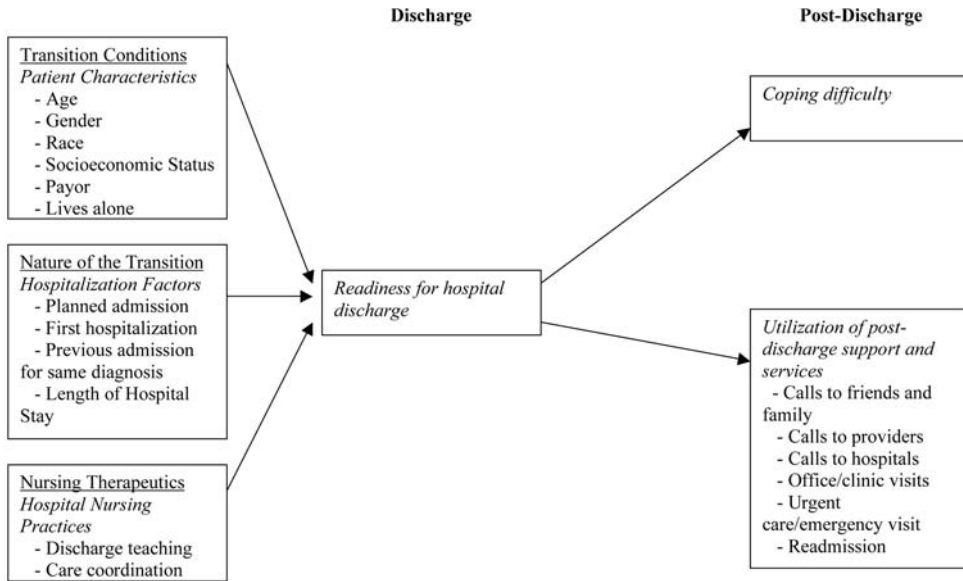 Discharge
Post-Discharge
Transition Conditions
Patient Characteristics
- Age
- Gender
- Race
- Socioeconomic Status
- Payor
- Lives alone
Nature of the Transition
Hospitalization Factors
- Planned admission
- First hospitalization
- Previous admission
for same diagnosis
- Length of Hospital
Stay
Nursing Therapeutics
Hospital Nursing
Practices
- Discharge teaching
- Care coordination
Readiness for hospital
discharge
Coping difficulty
Utilization of post-
discharge support and
services
- Calls to friends and
family
- Calls to providers
- Calls to hospitals
- Office/clinic visits
- Urgent
care/emergency visit
- Readmission